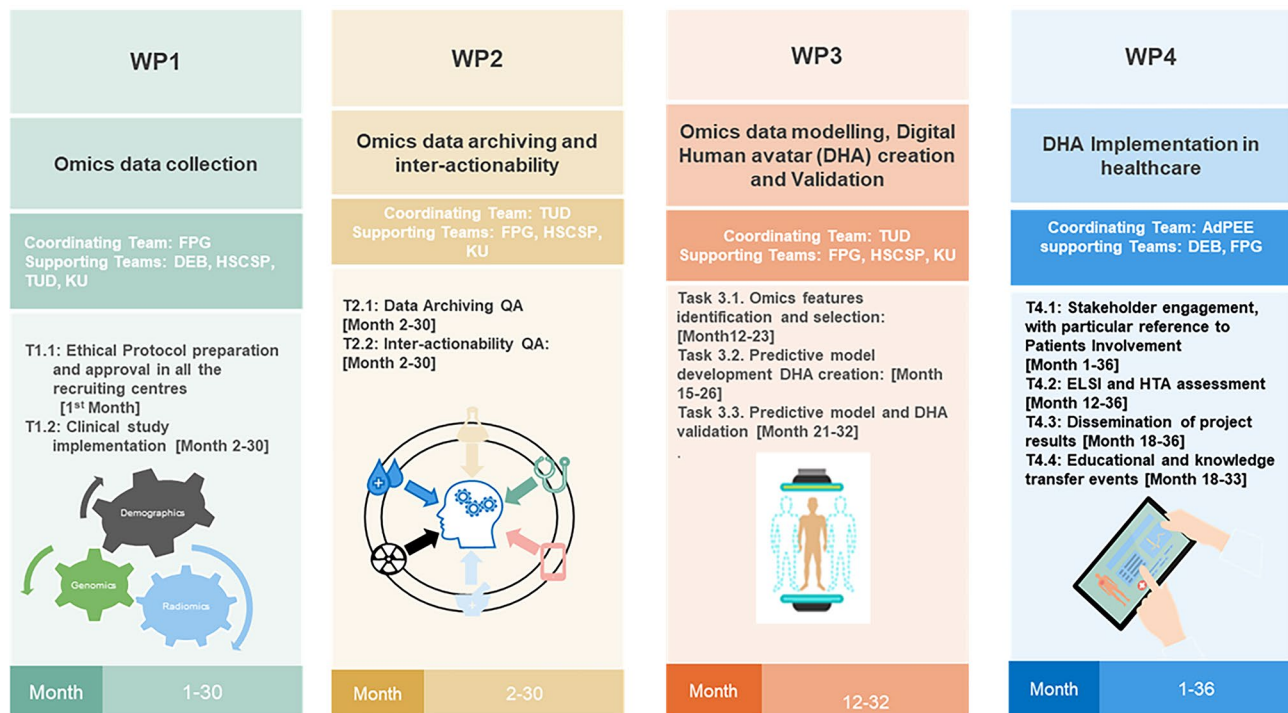 WP1
Omics data collection
Coordinating Team: FPG
Supporting Teams: DEB, HSCSP,
TUD, KU
T1.1: Ethical Protocol preparation
and approval in all the
recruiting centres
[1st Month]
T1.2: Clinical study
implementation [Month 2-30]
Demographics
Genomics
Radiomics
Month
1-30
WP2
Omics data archiving and
inter-actionability
Coordinating Team: TUD
Supporting Teams: FPG, HSCSP,
KU
T2.1: Data Archiving QA
[Month 2-30]
T2.2: Inter-actionability QA:
[Month 2-30]
Month
2-30
WP3
Omics data modelling, Digital
Human avatar (DHA) creation
and Validation
Coordinating Team: TUD
Supporting Teams: FPG, HSCSP, KU
Task 3.1. Omics features
identification and selection:
[Month12-23]
Task 3.2. Predictive model
development DHA creation: [Month
15-26]
Task 3.3. Predictive model and DHA
validation [Month 21-32]
.
Month
12-32
WP4
DHA Implementation in
healthcare
Coordinating Team: AdPEE
supporting Teams: DEB, FPG
T4.1: Stakeholder engagement,
with particular reference to
Patients Involvement
[Month 1-36]
T4.2: ELSI and HTA assessment
[Month 12-36]
T4.3: Dissemination of project
results [Month 18-36]
T4.4: Educational and knowledge
transfer events [Month 18-33]
Month
1-36